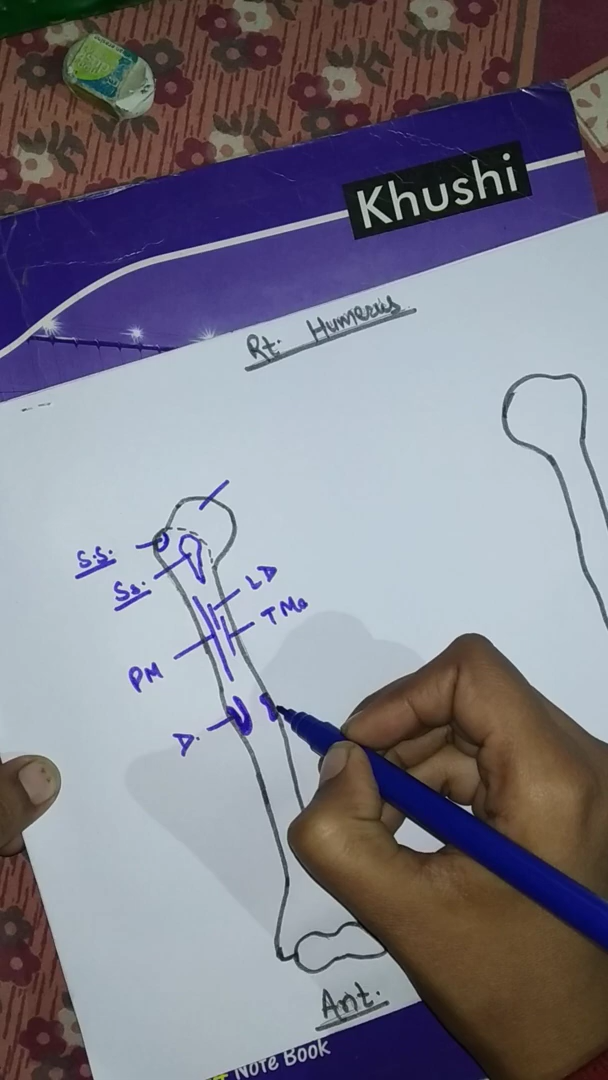 Khushi
Rt. Humerus
S.S.
Ss.
LD
TMa
PM
D.
Ant.
Note Book